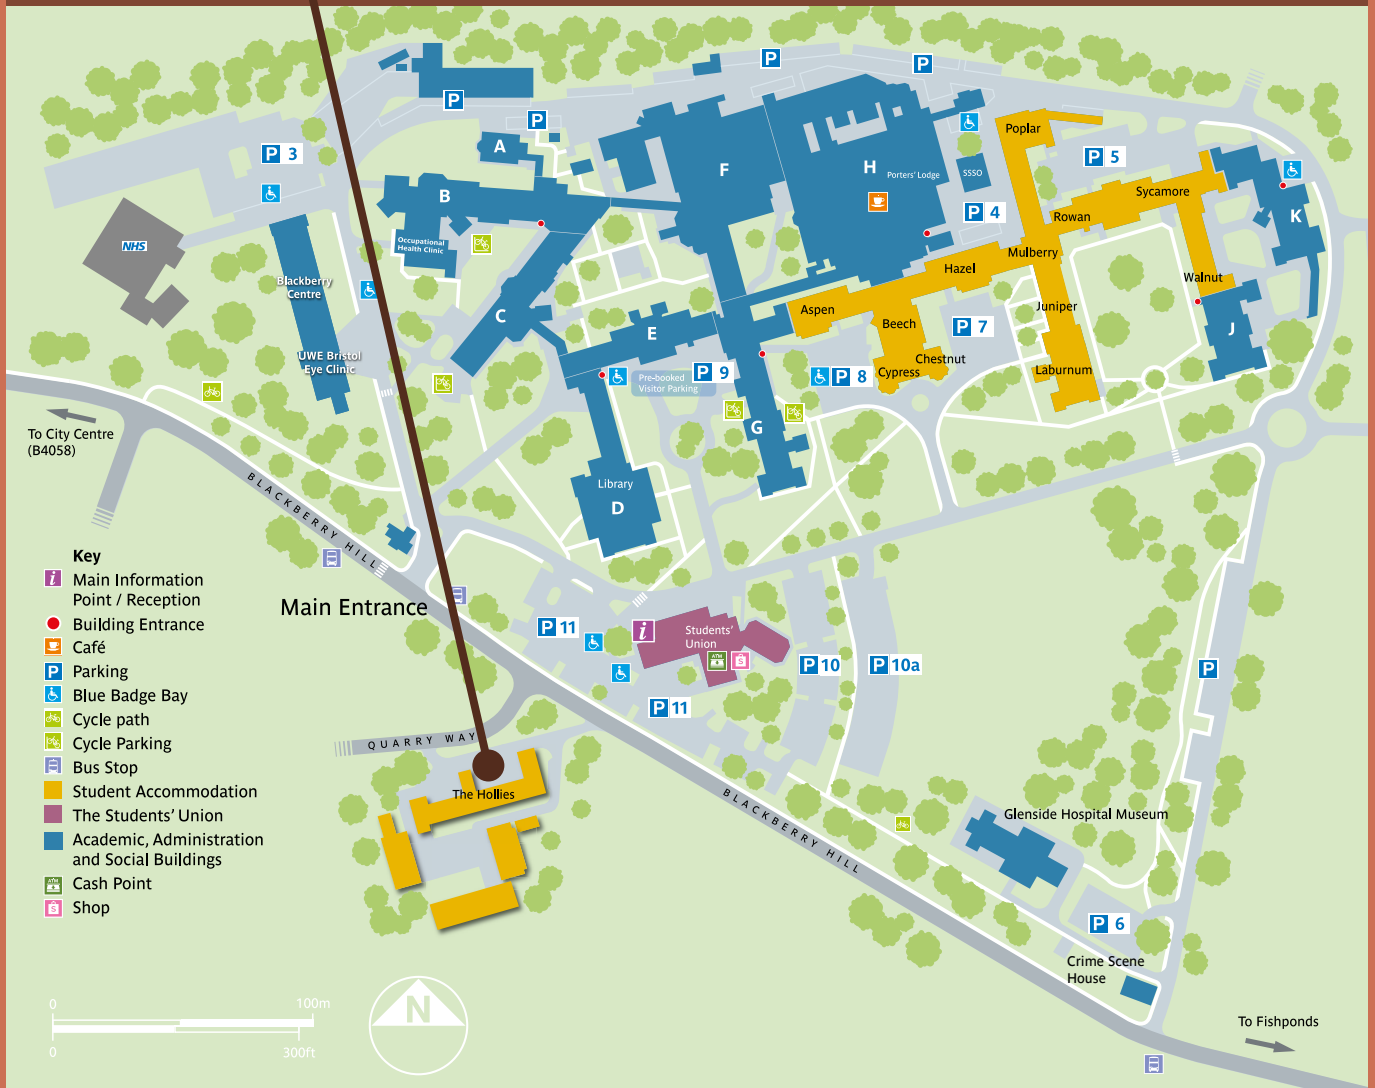 P
P
P
P
A
P 3
Poplar
P 5
F
H
Porters' Lodge
SSSO
B
Sycamore
P 4
Rowan
K
NHS
Occupational
Health Clinic
Mulberry
Hazel
Walnut
Blackberry
Centre
Aspen
Juniper
C
Beech
P 7
E
J
UWE Bristol
Eye Clinic
Chestnut
Laburnum
Cypress
Pre-booked
Visitor Parking
P 9
P 8
G
To City Centre
(B4058)
BLACKBERRY HILL
Library
D
Key
i Main Information
Point / Reception
Building Entrance
Café
P Parking
Blue Badge Bay
Cycle path
Cycle Parking
Bus Stop
Student Accommodation
The Students' Union
Academic, Administration
and Social Buildings
ATM Cash Point
S Shop
Main Entrance
P 11
i
Students'
Union
ATM
S
P 10
P 10a
P
P 11
QUARRY WAY
The Hollies
BLACKBERRY HILL
Glenside Hospital Museum
P 6
Crime Scene
House
0 100m
0 300ft
N
To Fishponds